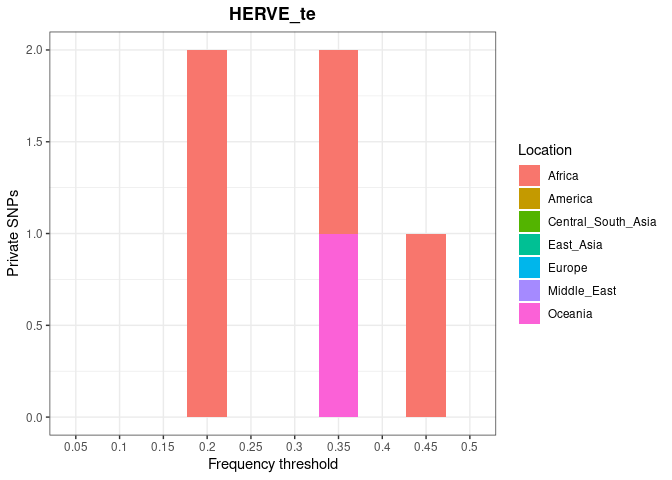 HERVE_te
Private SNPs
2.0
1.5
1.0
0.5
0.0
0.05 0.1 0.15 0.2 0.25 0.3 0.35 0.4 0.45 0.5
Frequency threshold
Location
Africa
America
Central_South_Asia
East_Asia
Europe
Middle_East
Oceania